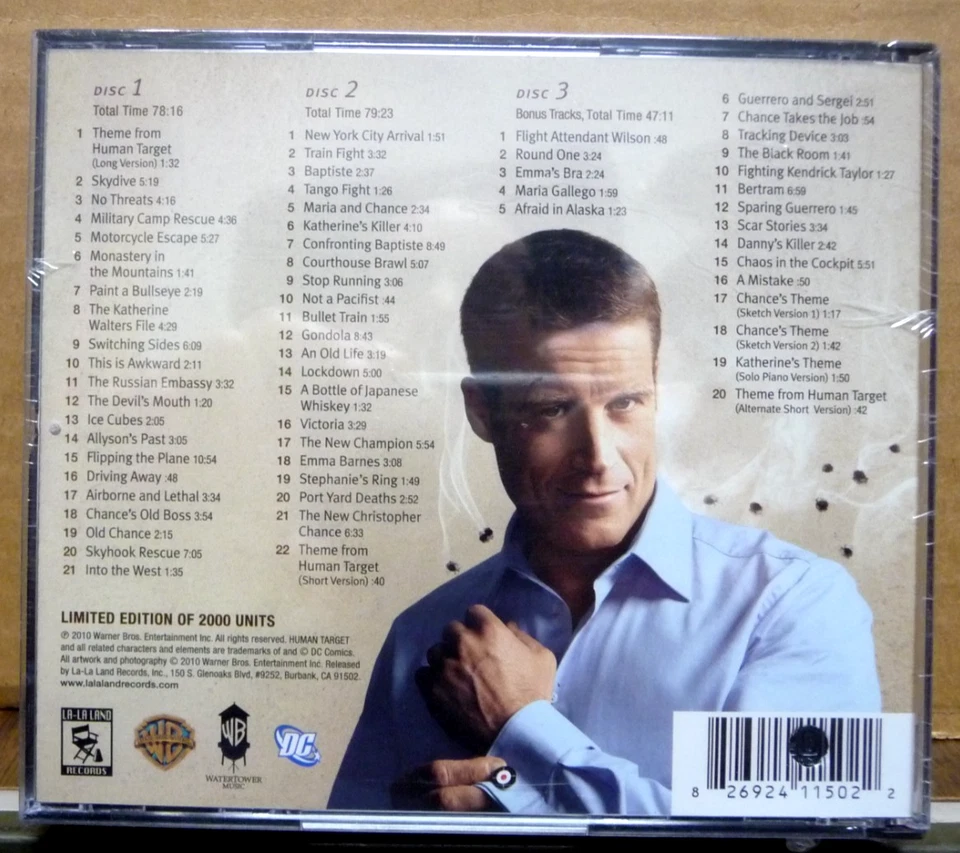 DISC 1
Total Time 78:16
1 Theme from
Human Target
(Long Version) 1:32
2 Skydive 5:19
3 No Threats 4:16
4 Military Camp Rescue 4:36
5 Motorcycle Escape 5:27
6 Monastery in
the Mountains 1:41
7 Paint a Bullseye 2:19
8 The Katherine
Walters File 4:29
9 Switching Sides 6:09
10 This is Awkward 2:11
11 The Russian Embassy 3:32
12 The Devil's Mouth 1:20
13 Ice Cubes 2:05
14 Allyson's Past 3:05
15 Flipping the Plane 10:54
16 Driving Away :48
17 Airborne and Lethal 3:34
18 Chance's Old Boss 3:54
19 Old Chance 2:15
20 Skyhook Rescue 7:05
21 Into the West 1:35
DISC 2
Total Time 79:23
1 New York City Arrival 1:51
2 Train Fight 3:32
3 Baptiste 2:37
4 Tango Fight 1:26
5 Maria and Chance 2:34
6 Katherine's Killer 4:10
7 Confronting Baptiste 8:49
8 Courthouse Brawl 5:07
9 Stop Running 3:06
10 Not a Pacifist :44
11 Bullet Train 1:55
12 Gondola 8:43
13 An Old Life 3:19
14 Lockdown 5:00
15 A Bottle of Japanese
Whiskey 1:32
16 Victoria 3:29
17 The New Champion 5:54
18 Emma Barnes 3:08
19 Stephanie's Ring 1:49
20 Port Yard Deaths 2:52
21 The New Christopher
Chance 6:33
22 Theme from
Human Target
(Short Version) :40
DISC 3
Bonus Tracks, Total Time 47:11
1 Flight Attendant Wilson :48
2 Round One 3:24
3 Emma's Bra 2:24
4 Maria Gallego 1:59
5 Afraid in Alaska 1:23
6 Guerrero and Sergei 2:51
7 Chance Takes the Job :54
8 Tracking Device 3:03
9 The Black Room 1:41
10 Fighting Kendrick Taylor 1:27
11 Bertram 6:59
12 Sparing Guerrero 1:45
13 Scar Stories 3:34
14 Danny's Killer 2:42
15 Chaos in the Cockpit 5:51
16 A Mistake :50
17 Chance's Theme
(Sketch Version 1) 1:17
18 Chance's Theme
(Sketch Version 2) 1:42
19 Katherine's Theme
(Solo Piano Version) 1:50
20 Theme from Human Target
(Alternate Short Version) :42
LIMITED EDITION OF 2000 UNITS
℗ 2010 Warner Bros. Entertainment Inc. All rights reserved. HUMAN TARGET
and all related characters and elements are trademarks of and © DC Comics.
All artwork and photography © 2010 Warner Bros. Entertainment Inc. Released
by La-La Land Records, Inc., 150 S. Glenoaks Blvd, #9252, Burbank, CA 91502.
www.lalalandrecords.com
LA-LA LAND
RECORDS
WB
WB
WATERTOWER
MUSIC
DC
8 26924 11502 2